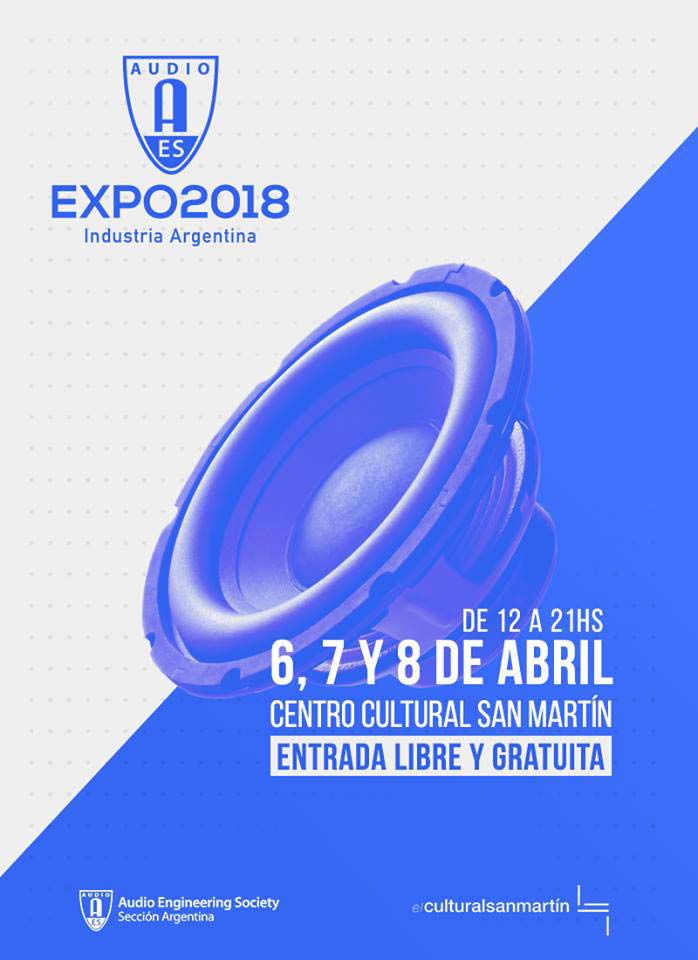 AUDIO
A
ES
EXPO2018
Industria Argentina
DE 12 A 21HS
6, 7 Y 8 DE ABRIL
CENTRO CULTURAL SAN MARTÍN
ENTRADA LIBRE Y GRATUITA
AUDIO
A
ES
Audio Engineering Society
Sección Argentina
elculturalsanmartín